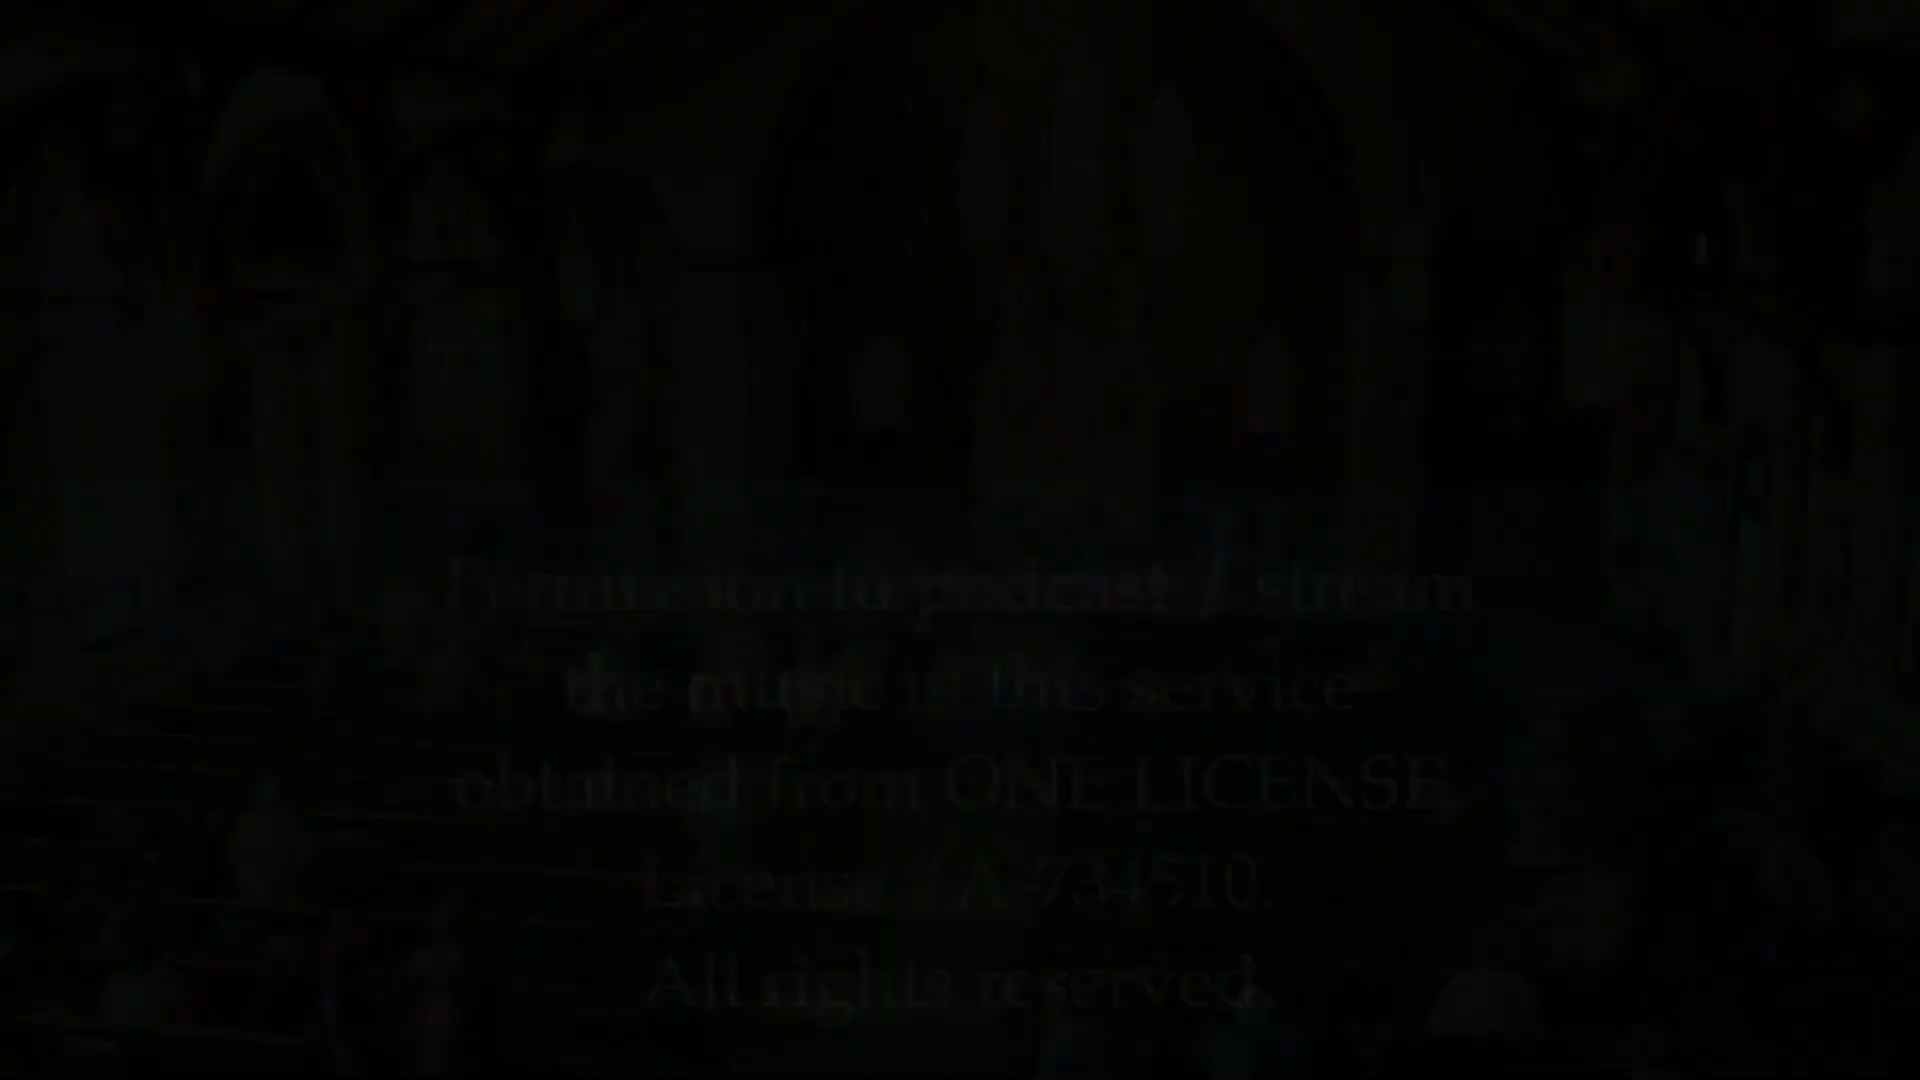 Permission to podcast / stream
the music in this service
obtained from ONE LICENSE,
License # A-734510.
All rights reserved.